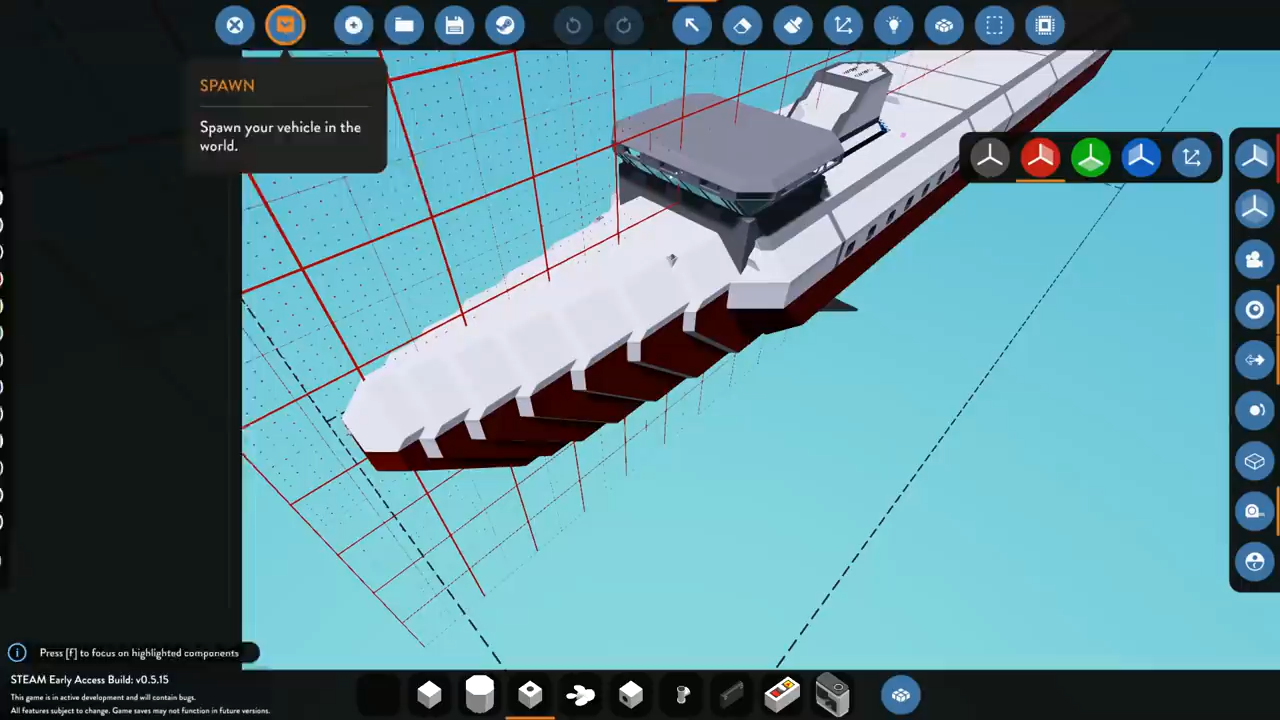 SPAWN
Spawn your vehicle in the
world.
Press [f] to focus on highlighted components
STEAM Early Access Build: v0.5.15
This game is in active development and will contain bugs.
All features subject to change. Game saves may not function in future versions.